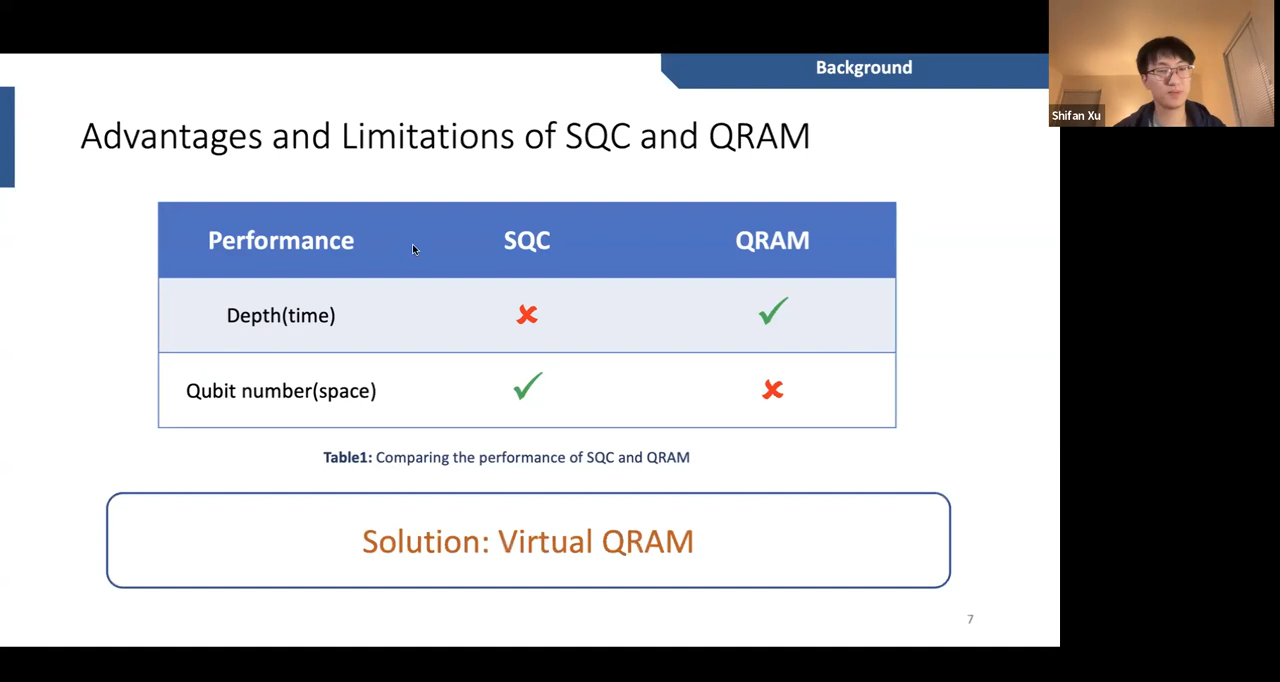 Background
Shifan Xu
Advantages and Limitations of SQC and QRAM
Performance SQC QRAM
Depth(time) ✘ ✓
Qubit number(space) ✓ ✘
Table1: Comparing the performance of SQC and QRAM
Solution: Virtual QRAM
7